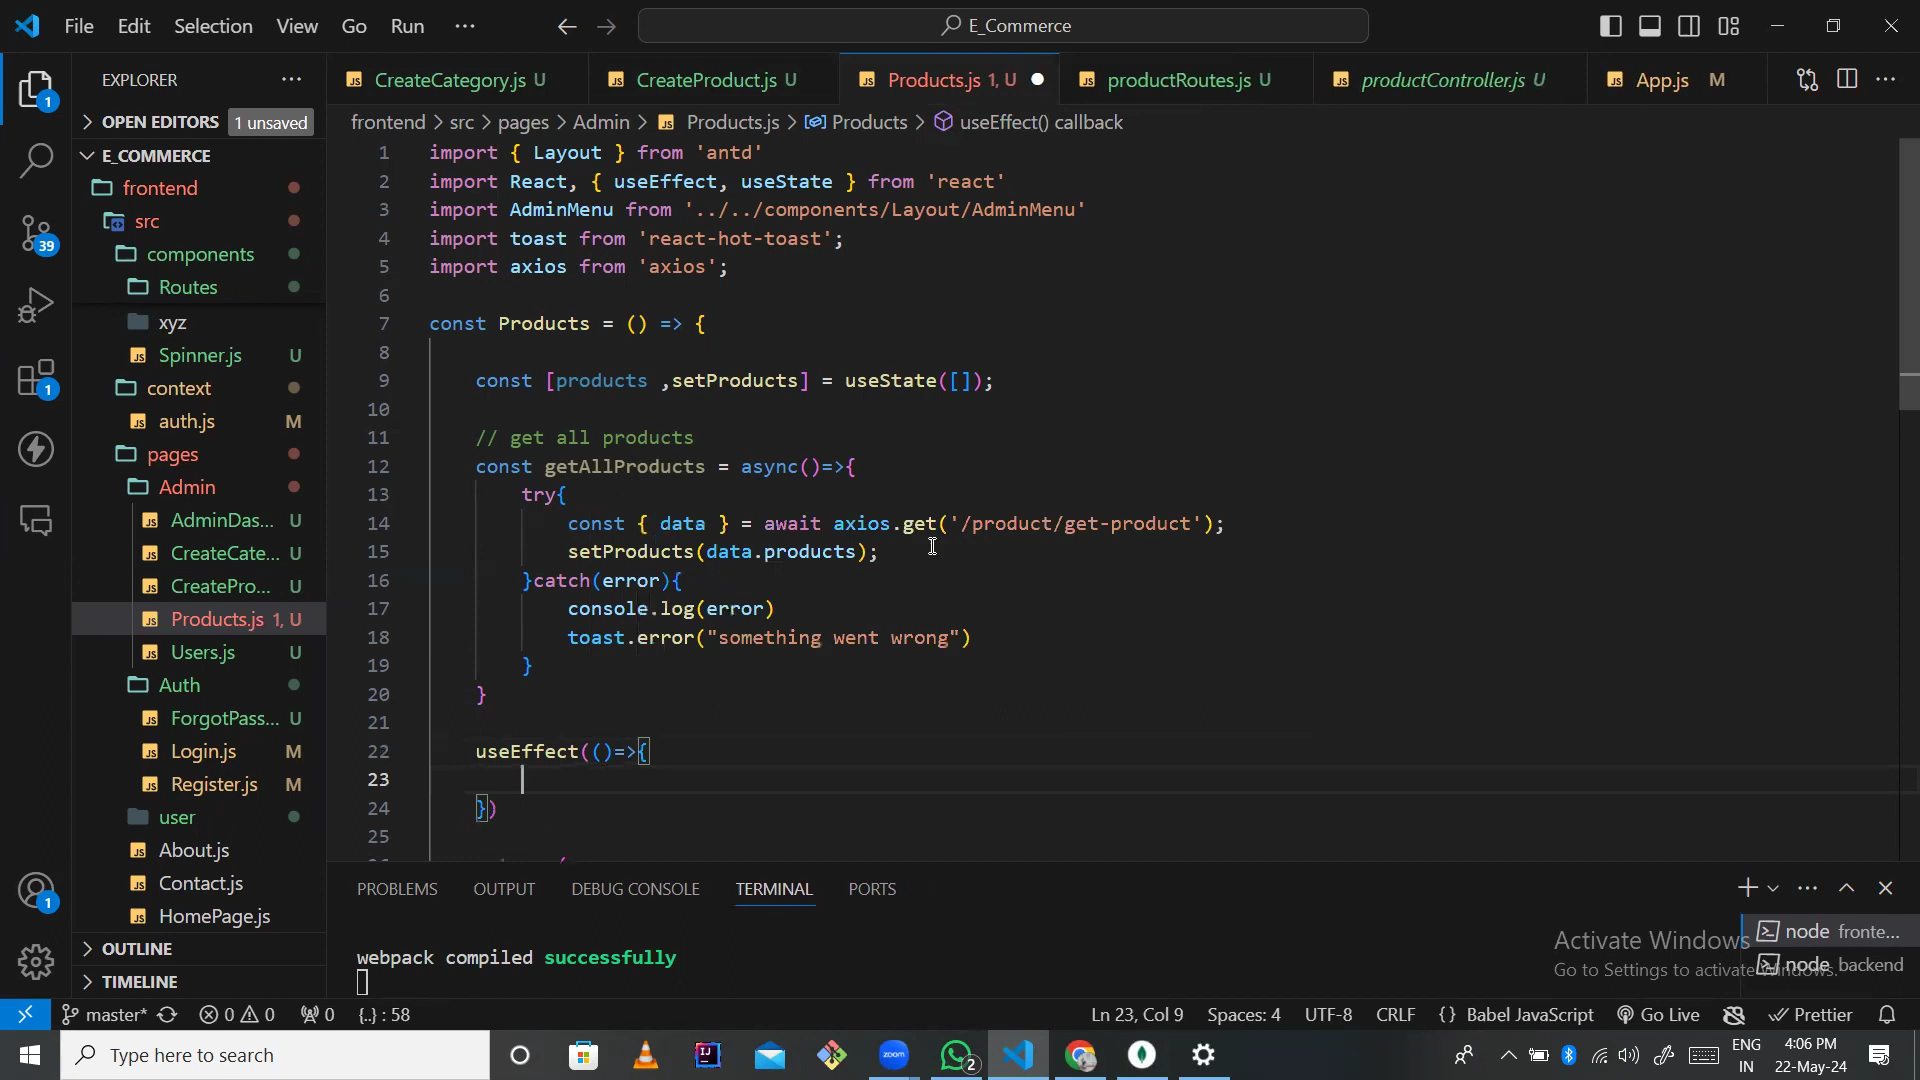 File Edit Selection View Go Run ··· E_Commerce
EXPLORER ···
CreateCategory.js U CreateProduct.js U Products.js 1, U productRoutes.js U productController.js U App.js M ···
OPEN EDITORS 1 unsaved
frontend > src > pages > Admin > Products.js > Products > useEffect() callback
E_COMMERCE
frontend
src
components
Routes
xyz
Spinner.js U
context
auth.js M
pages
Admin
AdminDas... U
CreateCate... U
CreatePro... U
Products.js 1, U
Users.js U
Auth
ForgotPass... U
Login.js M
Register.js M
user
About.js
Contact.js
HomePage.js
OUTLINE
TIMELINE
1
39
1
1
1 import { Layout } from 'antd'
2 import React, { useEffect, useState } from 'react'
3 import AdminMenu from '../../components/Layout/AdminMenu'
4 import toast from 'react-hot-toast';
5 import axios from 'axios';
6
7 const Products = () => {
8
9 const [products ,setProducts] = useState([]);
10
11 // get all products
12 const getAllProducts = async()=>{
13 try{
14 const { data } = await axios.get('/product/get-product');
15 setProducts(data.products);
16 }catch(error){
17 console.log(error)
18 toast.error("something went wrong")
19 }
20 }
21
22 useEffect(()=>{
23
24 })
25
PROBLEMS OUTPUT DEBUG CONSOLE TERMINAL PORTS
webpack compiled successfully
node fronte...
node backend
Activate Windows
Go to Settings to activate Windows.
master* 0 0 0 {..} : 58 Ln 23, Col 9 Spaces: 4 UTF-8 CRLF {} Babel JavaScript Go Live Prettier
Type here to search
zoom
2
ENG
IN
4:06 PM
22-May-24